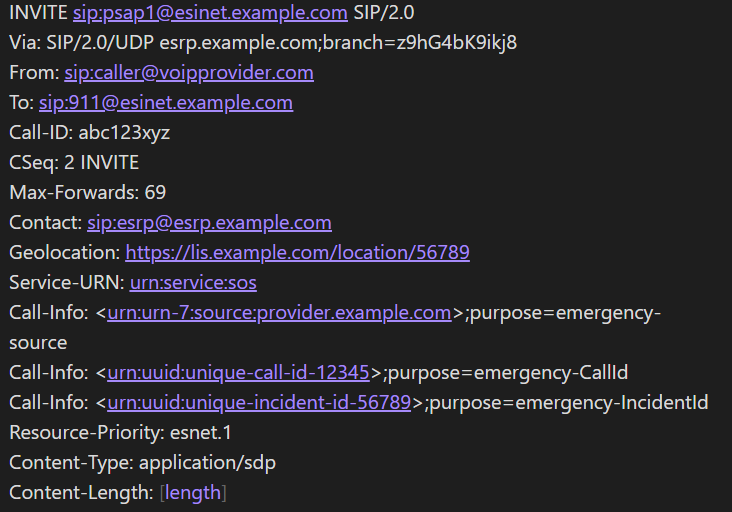 INVITE sip:psap1@esinet.example.com SIP/2.0
Via: SIP/2.0/UDP esrp.example.com;branch=z9hG4bK9ikj8
From: sip:caller@voipprovider.com
To: sip:911@esinet.example.com
Call-ID: abc123xyz
CSeq: 2 INVITE
Max-Forwards: 69
Contact: sip:esrp@esrp.example.com
Geolocation: https://lis.example.com/location/56789
Service-URN: urn:service:sos
Call-Info: <urn:urn-7:source:provider.example.com>;purpose=emergency-
source
Call-Info: <urn:uuid:unique-call-id-12345>;purpose=emergency-CallId
Call-Info: <urn:uuid:unique-incident-id-56789>;purpose=emergency-IncidentId
Resource-Priority: esnet.1
Content-Type: application/sdp
Content-Length: [length]